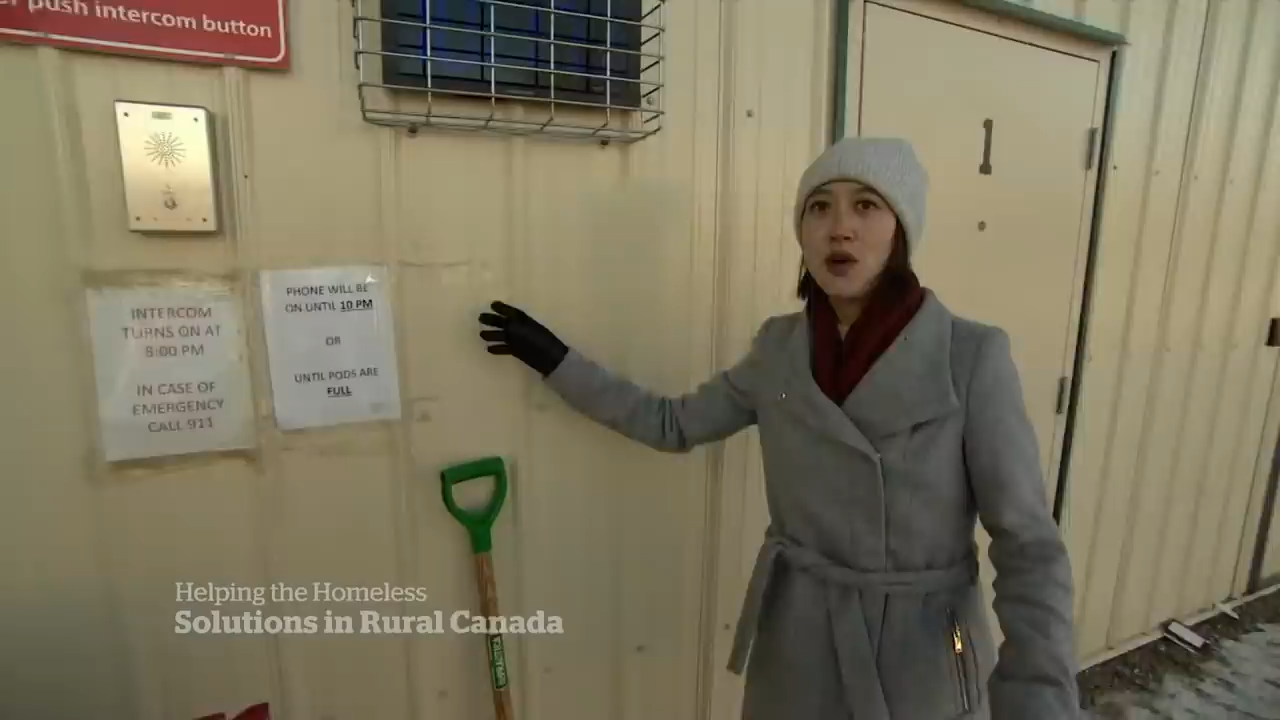 r push intercom button
INTERCOM
TURNS ON AT
8:00 PM
IN CASE OF
EMERGENCY
CALL 911
PHONE WILL BE
ON UNTIL 10 PM
OR
UNTIL PODS ARE
FULL
1
Helping the Homeless
Solutions in Rural Canada